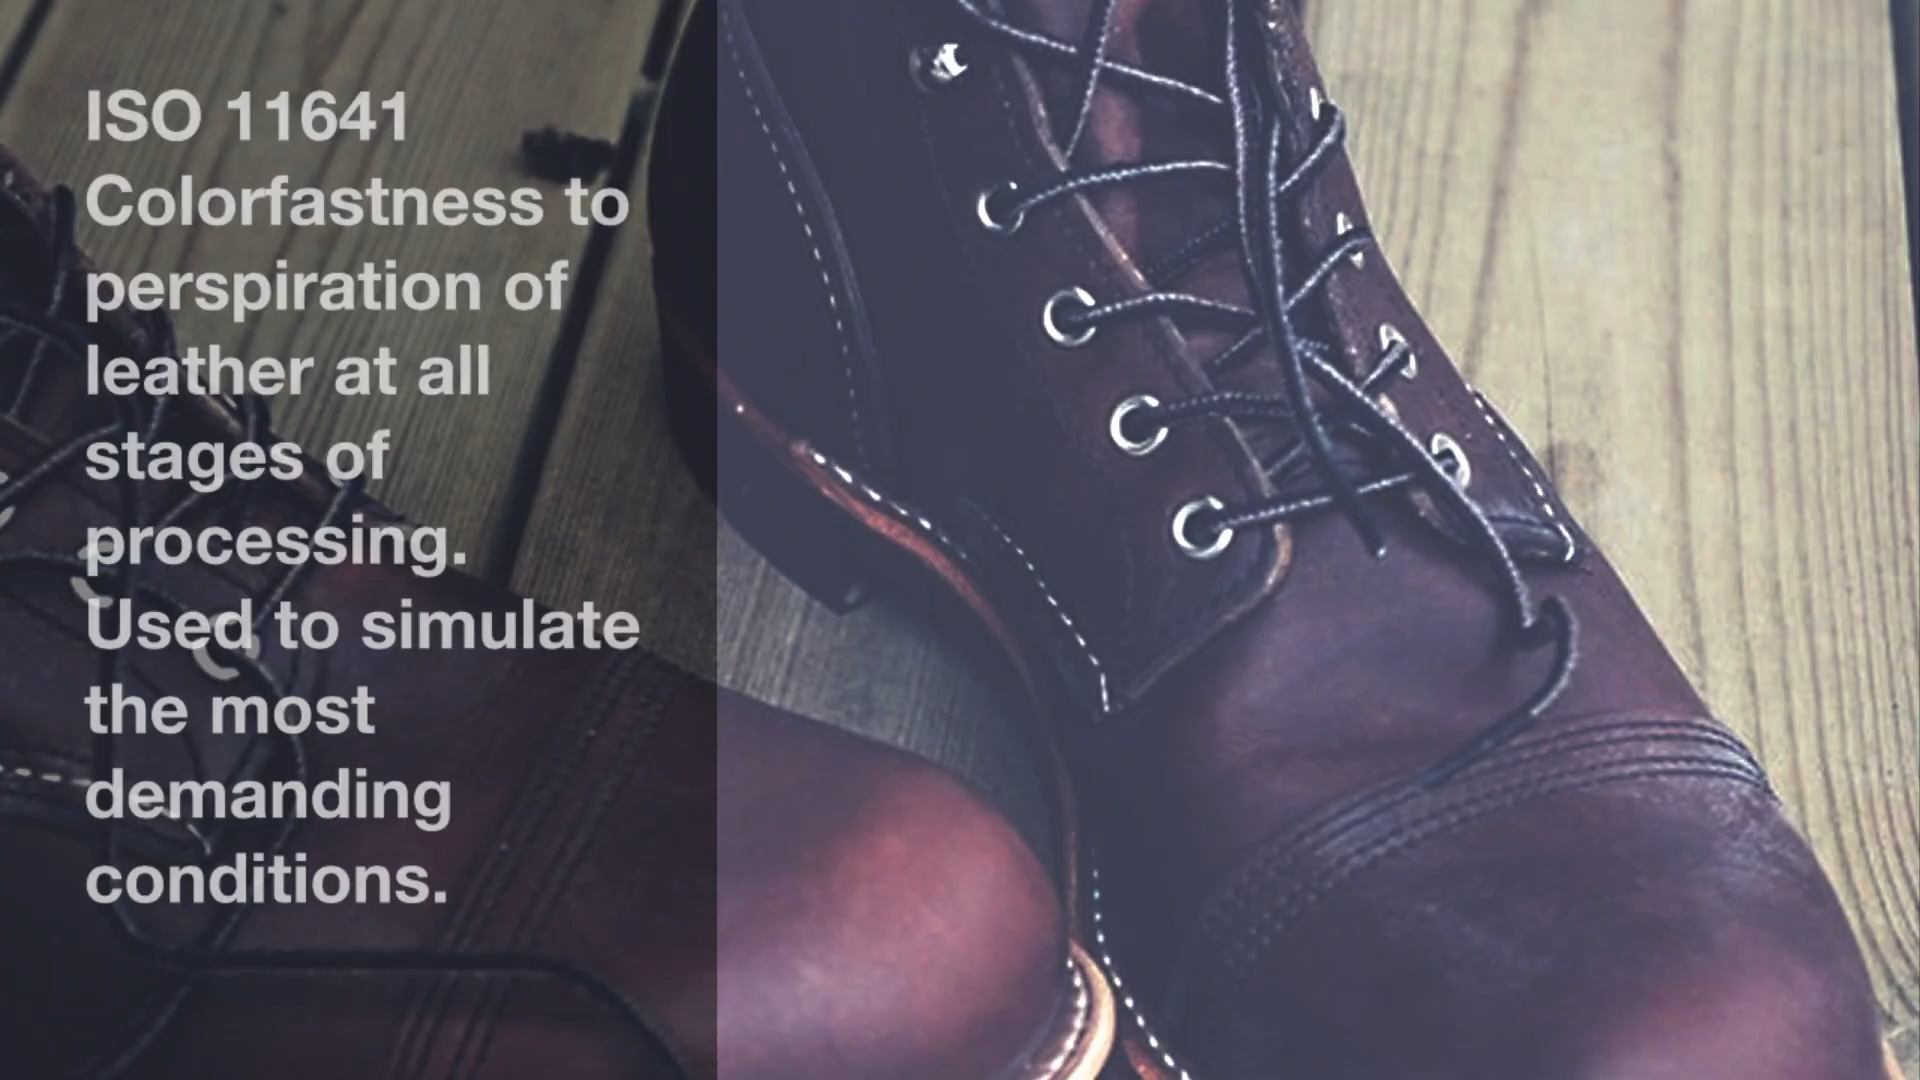 ISO 11641
Colorfastness to
perspiration of
leather at all
stages of
processing.
Used to simulate
the most
demanding
conditions.